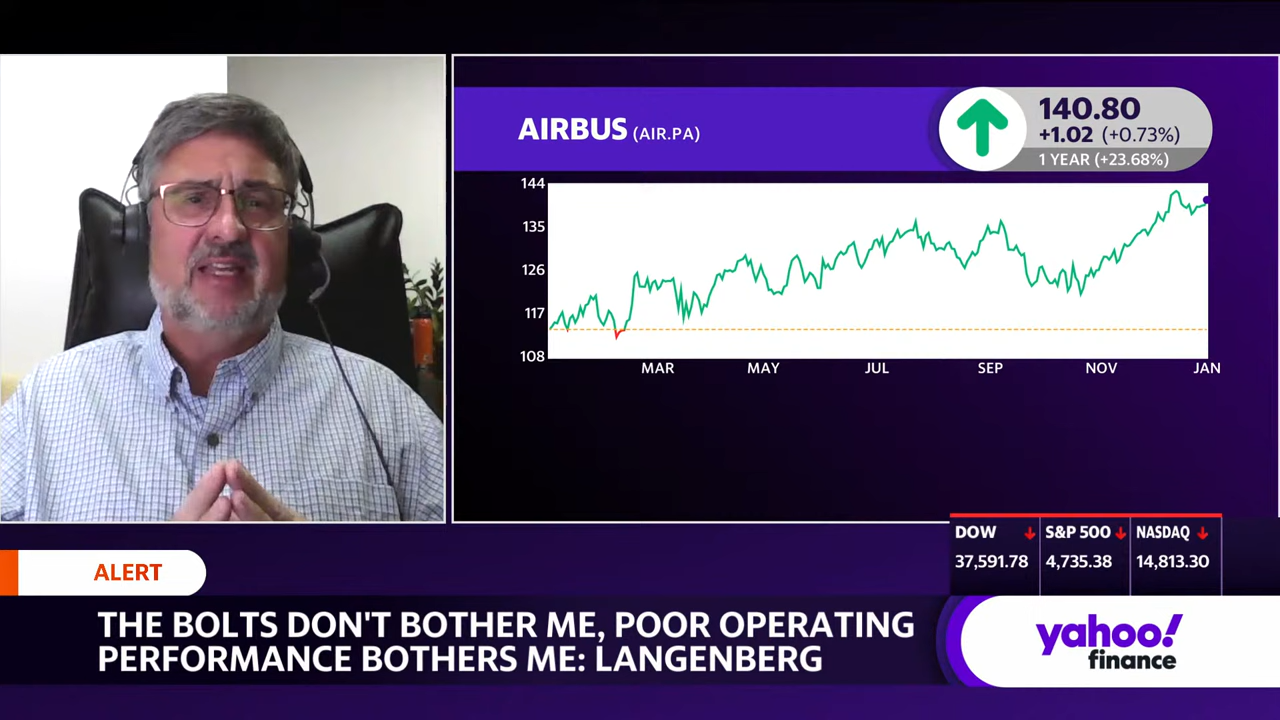 AIRBUS (AIR.PA)
140.80
+1.02 (+0.73%)
1 YEAR (+23.68%)
144
135
126
117
108
MAR MAY JUL SEP NOV JAN
DOW S&P 500 NASDAQ
37,591.78 4,735.38 14,813.30
ALERT
THE BOLTS DON'T BOTHER ME, POOR OPERATING
PERFORMANCE BOTHERS ME: LANGENBERG
yahoo!
finance